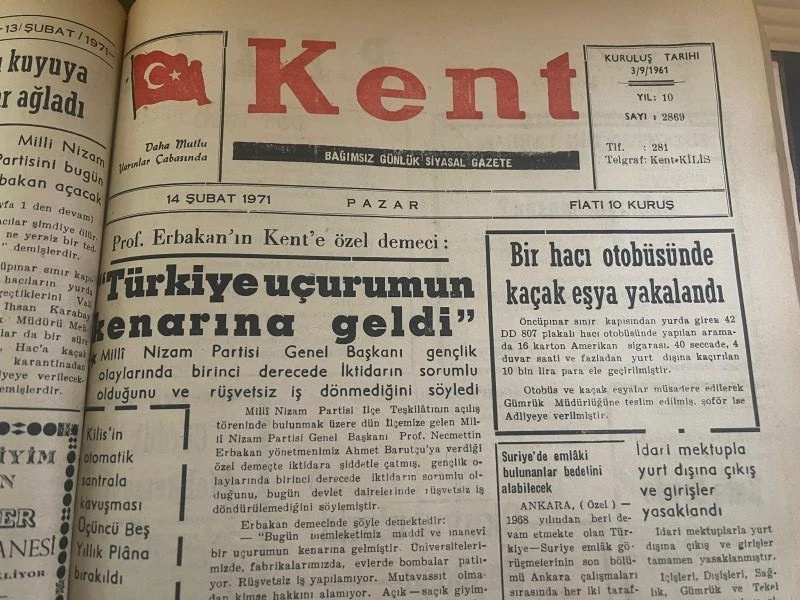 13/ŞUBAT/1971
kuyuya
ağladı
Milli Nizam
Partisini bugün
açacak
1 den devam)
şimdiye
ne yersiz bir
" demişlerdir.
sınır
hacıların yurda
geçtiklerini
İhsan Karabay
Müdürü
da bir
Hac'a
karantinadan
Daha Mutlu
Yarınlar Çabasında
Kent
BAĞIMSIZ GÜNLÜK SİYASAL GAZETE
KURULUŞ TARİHİ
3/9/1961
YIL: 10
SAYI : 2869
Tlf. : 281
Telgraf: Kent-KİLİS
14 ŞUBAT 1971 PAZAR FİATI 10 KURUŞ
Prof. Erbakan'ın Kent'e özel demeci :
"Türkiye uçurumun
kenarına geldi"
Millî Nizam Partisi Genel Başkanı gençlik
olaylarında birinci derecede İktidarın sorumlu
olduğunu ve rüşvetsiz iş dönmediğini söyledi
Millî Nizam Partisi İlçe Teşkilâtının açılış
töreninde bulunmak üzere dün İlçemize gelen Mil-
lî Nizam Partisi Genel Başkanı Prof. Necmettin
Erbakan yönetmenimiz Ahmet Barutçu'ya verdiği
özel demeçte iktidara şiddetle çatmış, gençlik o-
laylarında birinci derecede iktidarın sorumlu ol-
duğunu, bugün devlet dairelerinde rüşvetsiz iş
döndürülemediğini söylemiştir.
Erbakan demecinde şöyle demektedir:
— "Bugün memleketimiz maddî ve manevî
bir uçurumun kenarına gelmiştir. Üniversiteleri-
mizde, fabrikalarımızda, evlerde bombalar patlı-
yor. Rüşvetsiz iş yapılamıyor. Mutavassıt olma-
dan kimse hakkını alamıyor. Açık—saçık giyim-
Kilis'in
otomatik
santrala
kavuşması
Üçüncü Beş
Yıllık Plâna
bırakıldı
Bir hacı otobüsünde
kaçak eşya yakalandı
Öncüpınar sınır kapısından yurda giren 42
DD 807 plakalı hacı otobüsünde yapılan arama-
da 16 karton Amerikan sigarası, 40 seccade, 4
duvar saati ve fazladan yurt dışına kaçırılan
10 bin lira para ele geçirilmiştir.
Otobüs ve kaçak eşyalar müsadere edilerek
Gümrük Müdürlüğüne teslim edilmiş, şoför ise
Adliyeye verilmiştir.
Suriye'de emlâki
bulunanlar bedelini
alabilecek
ANKARA, (Özel) —
1968 yılından beri de-
vam etmekte olan Tür-
kiye—Suriye emlâk gö-
rüşmelerinin son bölü-
mü Ankara çalışmaları
sırasında her iki taraf-
İdari mektupla
yurt dışına çıkış
ve girişler
yasaklandı
İdari mektuplarla yurt
dışına çıkış ve girişler
tamamen yasaklanmıştır.
İçişleri, Dışişleri, Sağ-
lık, Gümrük ve Tekel